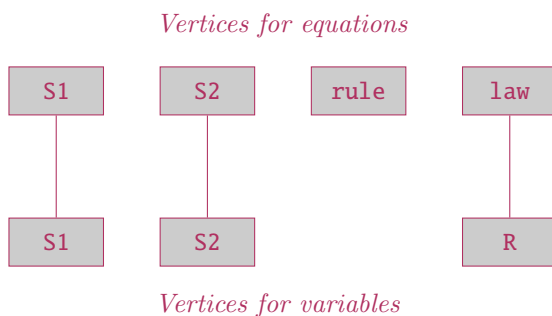 Vertices for equations
S1 S2 rule law
S1 S2 R
Vertices for variables